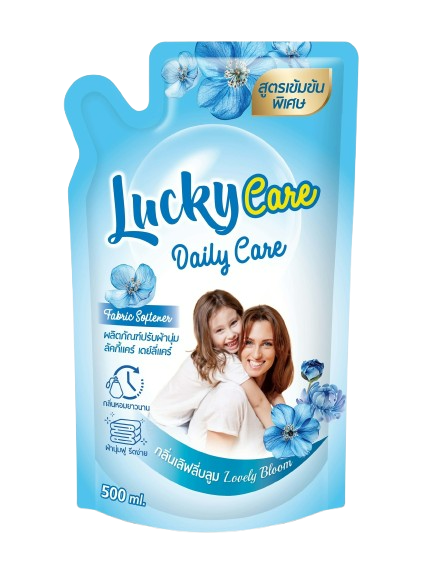 สูตรเข้มข้น
พิเศษ
Lucky Care
Daily Care
Fabric Softener
ผลิตภัณฑ์ปรับผ้านุ่ม
ลัคกี้แคร์ เดย์ลี่แคร์
กลิ่นหอมยาวนาน
ผ้านุ่มฟู รีดง่าย
กลิ่นเลิฟลี่บลูม Lovely Bloom
500 ml.